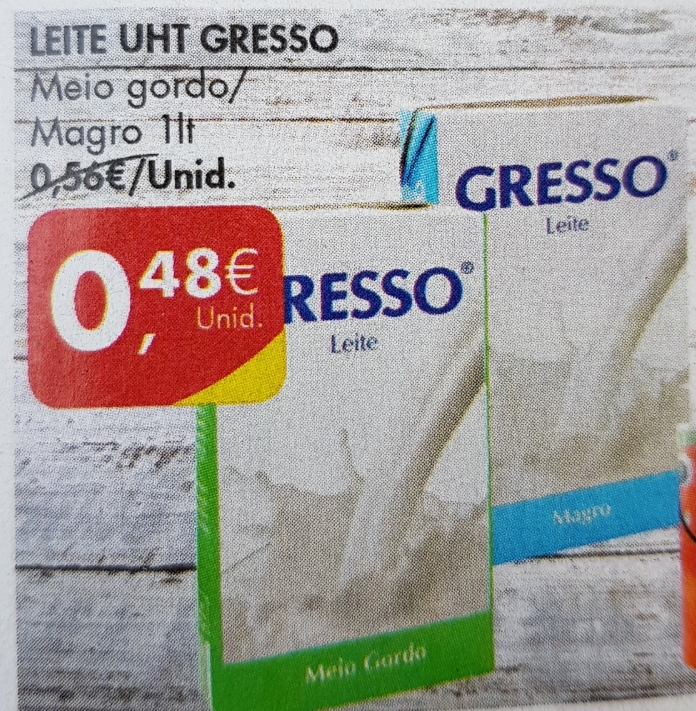 LEITE UHT GRESSO
Meio gordo/
Magro 1lt
0,56€/Unid.
0,48€
Unid.
GRESSO®
Leite
RESSO®
Leite
Magro
Meio Gordo